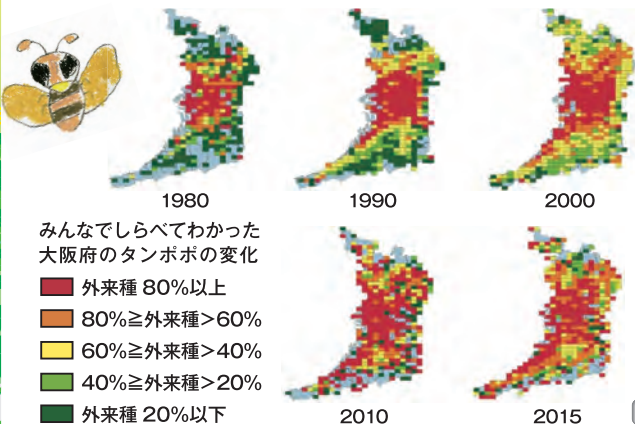 1980
1990
2000
みんなでしらべてわかった
大阪府のタンポポの変化
外来種 80%以上
80%≧外来種>60%
60%≧外来種>40%
40%≧外来種>20%
外来種 20%以下
2010
2015